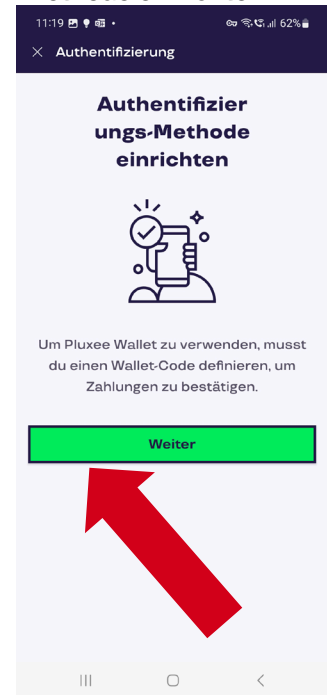 11:19
62%
Authentifizierung
Authentifizier
ungs-Methode
einrichten
Um Pluxee Wallet zu verwenden, musst
du einen Wallet-Code definieren, um
Zahlungen zu bestätigen.
Weiter